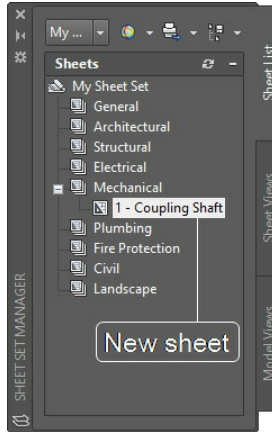 My ...
Sheets
My Sheet Set
General
Architectural
Structural
Electrical
Mechanical
1 - Coupling Shaft
Plumbing
Fire Protection
Civil
Landscape
New sheet
SHEET SET MANAGER
Sheet List
Sheet Views
Model Views